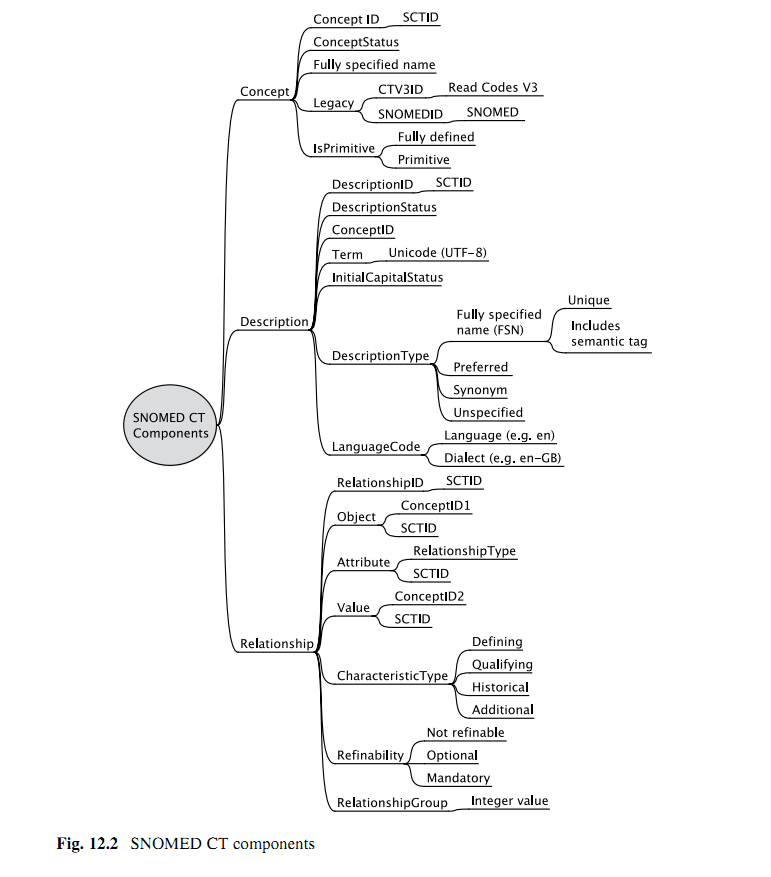 Concept ID SCTID
ConceptStatus
Fully specified name
Concept
CTV3ID Read Codes V3
Legacy
SNOMEDID SNOMED
Fully defined
IsPrimitive
Primitive
DescriptionID SCTID
DescriptionStatus
ConceptID
Term Unicode (UTF-8)
InitialCapitalStatus
Description
Unique
Fully specified
name (FSN)
Includes
semantic tag
DescriptionType
Preferred
Synonym
Unspecified
SNOMED CT
Components
Language (e.g. en)
LanguageCode
Dialect (e.g. en-GB)
RelationshipID SCTID
ConceptID1
Object
SCTID
RelationshipType
Attribute
SCTID
ConceptID2
Value
SCTID
Relationship
Defining
Qualifying
CharacteristicType
Historical
Additional
Not refinable
Refinability Optional
Mandatory
RelationshipGroup Integer value
Fig. 12.2 SNOMED CT components